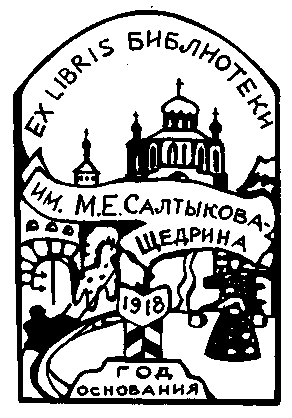 EX LIBRIS БИБЛИОТЕКИ
ИМ. М.Е. САЛТЫКОВА-
ЩЕДРИНА
1918
ГОД
ОСНОВАНИЯ